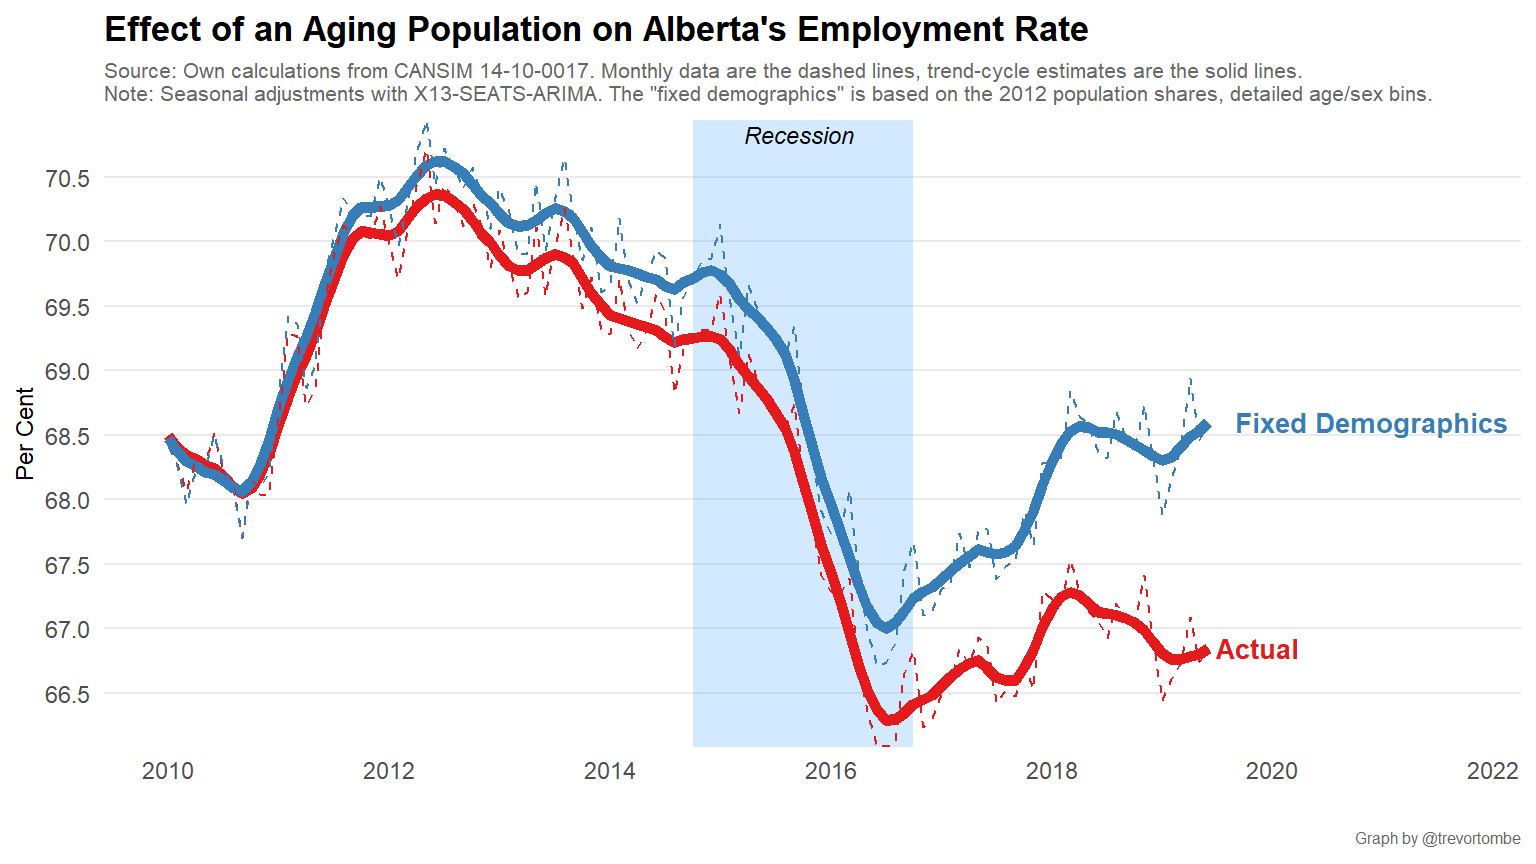 Effect of an Aging Population on Alberta's Employment Rate
Source: Own calculations from CANSIM 14-10-0017. Monthly data are the dashed lines, trend-cycle estimates are the solid lines.
Note: Seasonal adjustments with X13-SEATS-ARIMA. The "fixed demographics" is based on the 2012 population shares, detailed age/sex bins.
Recession
70.5
70.0
69.5
69.0
68.5
68.0
67.5
67.0
66.5
Per Cent
Fixed Demographics
Actual
2010
2012
2014
2016
2018
2020
2022
Graph by @trevortombe